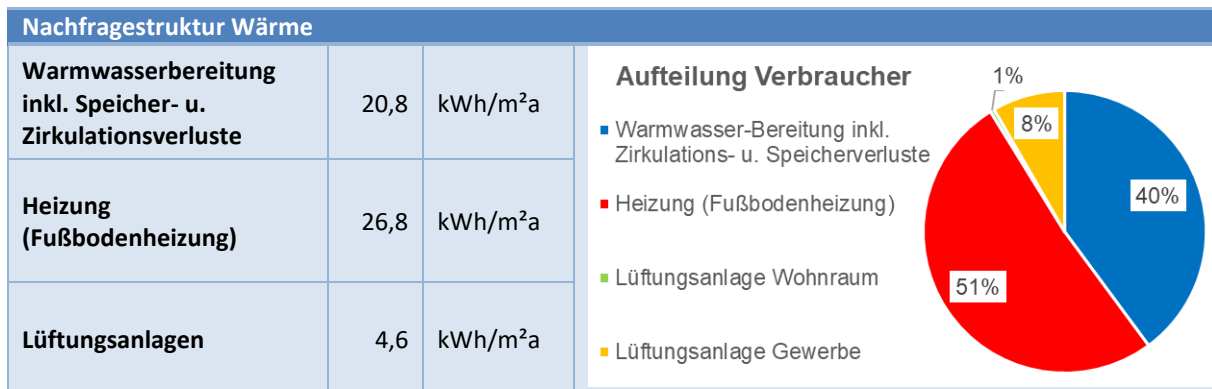 Nachfragestruktur Wärme
Warmwasserbereitung
inkl. Speicher- u.
Zirkulationsverluste
20,8
kWh/m²a
Heizung
(Fußbodenheizung)
26,8
kWh/m²a
Lüftungsanlagen
4,6
kWh/m²a
Aufteilung Verbraucher
Warmwasser-Bereitung inkl.
Zirkulations- u. Speicherverluste
Heizung (Fußbodenheizung)
Lüftungsanlage Wohnraum
Lüftungsanlage Gewerbe
1%
8%
40%
51%